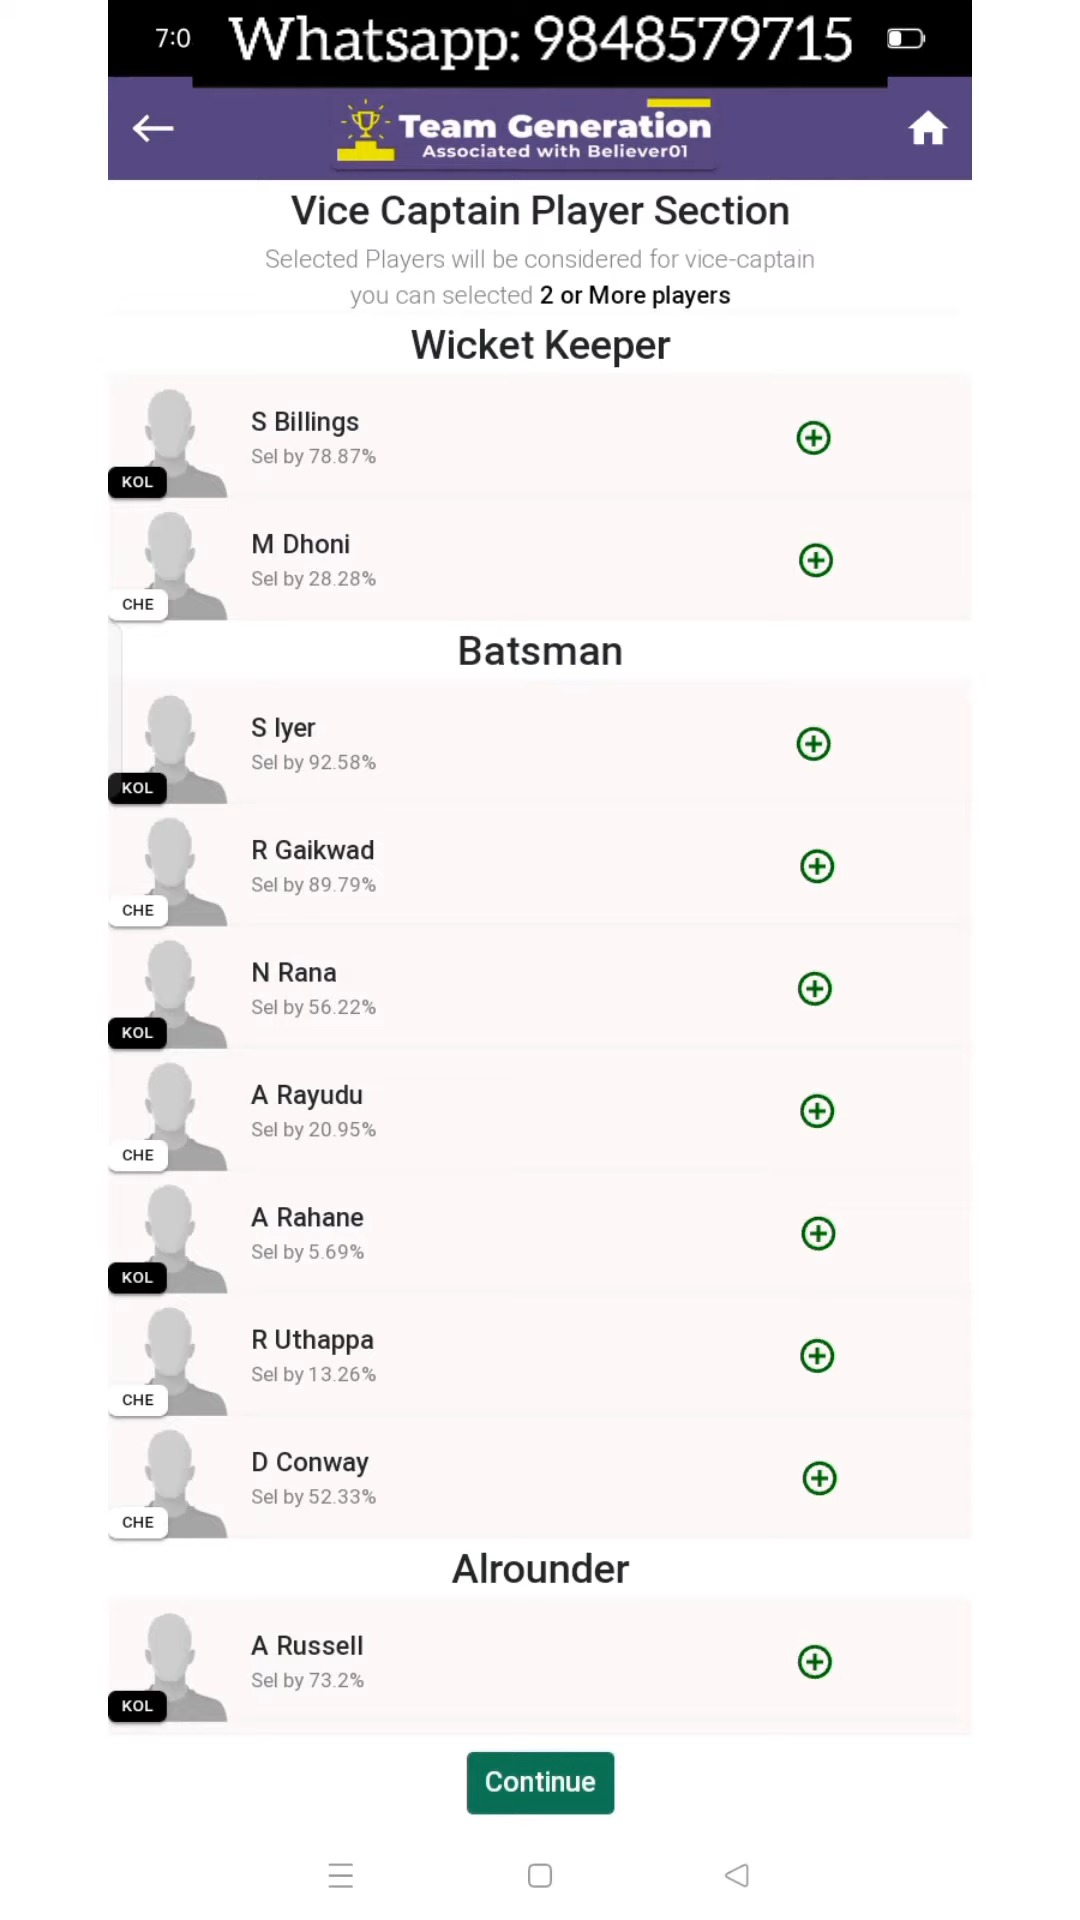 7:0
Whatsapp: 9848579715
Team Generation
Associated with Believer01
Vice Captain Player Section
Selected Players will be considered for vice-captain
you can selected 2 or More players
Wicket Keeper
S Billings
Sel by 78.87%
KOL
M Dhoni
Sel by 28.28%
CHE
Batsman
S Iyer
Sel by 92.58%
KOL
R Gaikwad
Sel by 89.79%
CHE
N Rana
Sel by 56.22%
KOL
A Rayudu
Sel by 20.95%
CHE
A Rahane
Sel by 5.69%
KOL
R Uthappa
Sel by 13.26%
CHE
D Conway
Sel by 52.33%
CHE
Alrounder
A Russell
Sel by 73.2%
KOL
Continue